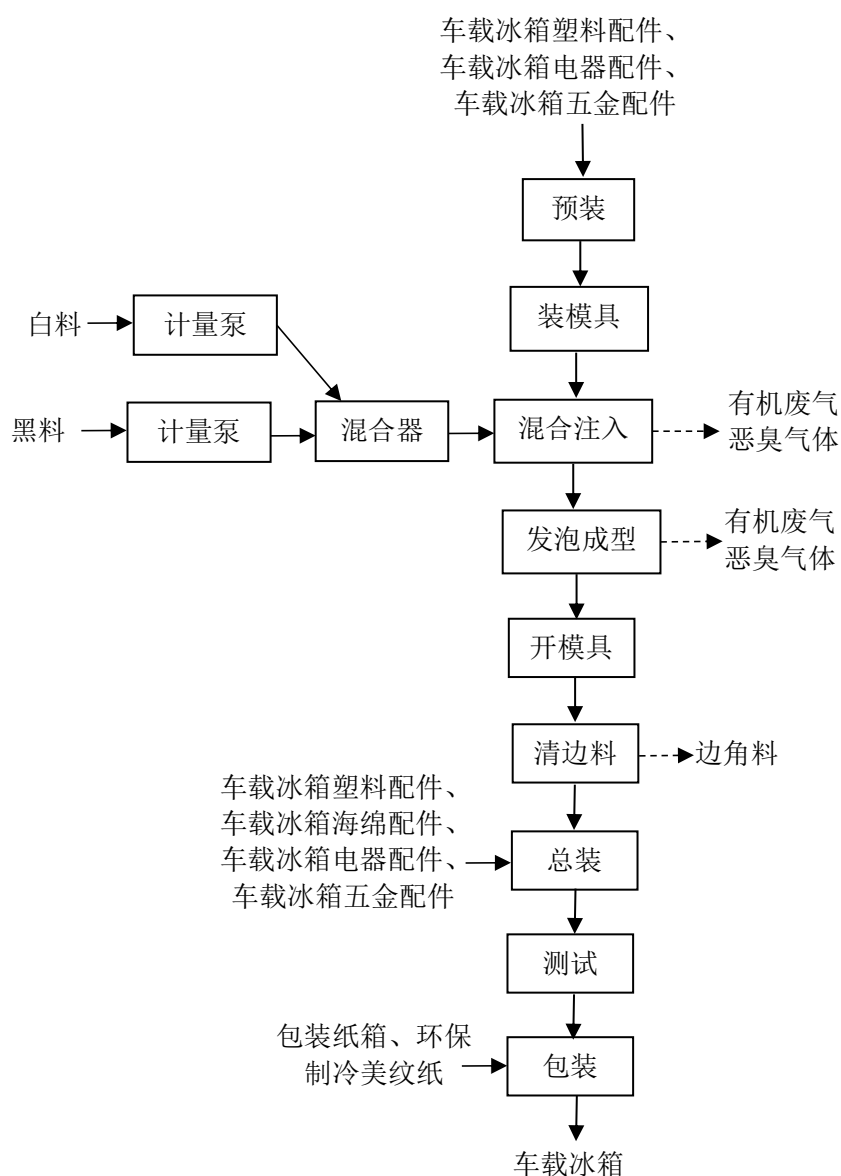 车载冰箱塑料配件、
车载冰箱电器配件、
车载冰箱五金配件
预装
装模具
白料
计量泵
黑料
计量泵
混合器
混合注入
有机废气
恶臭气体
发泡成型
有机废气
恶臭气体
开模具
清边料
边角料
车载冰箱塑料配件、
车载冰箱海绵配件、
车载冰箱电器配件、
车载冰箱五金配件
总装
测试
包装纸箱、环保
制冷美纹纸
包装
车载冰箱